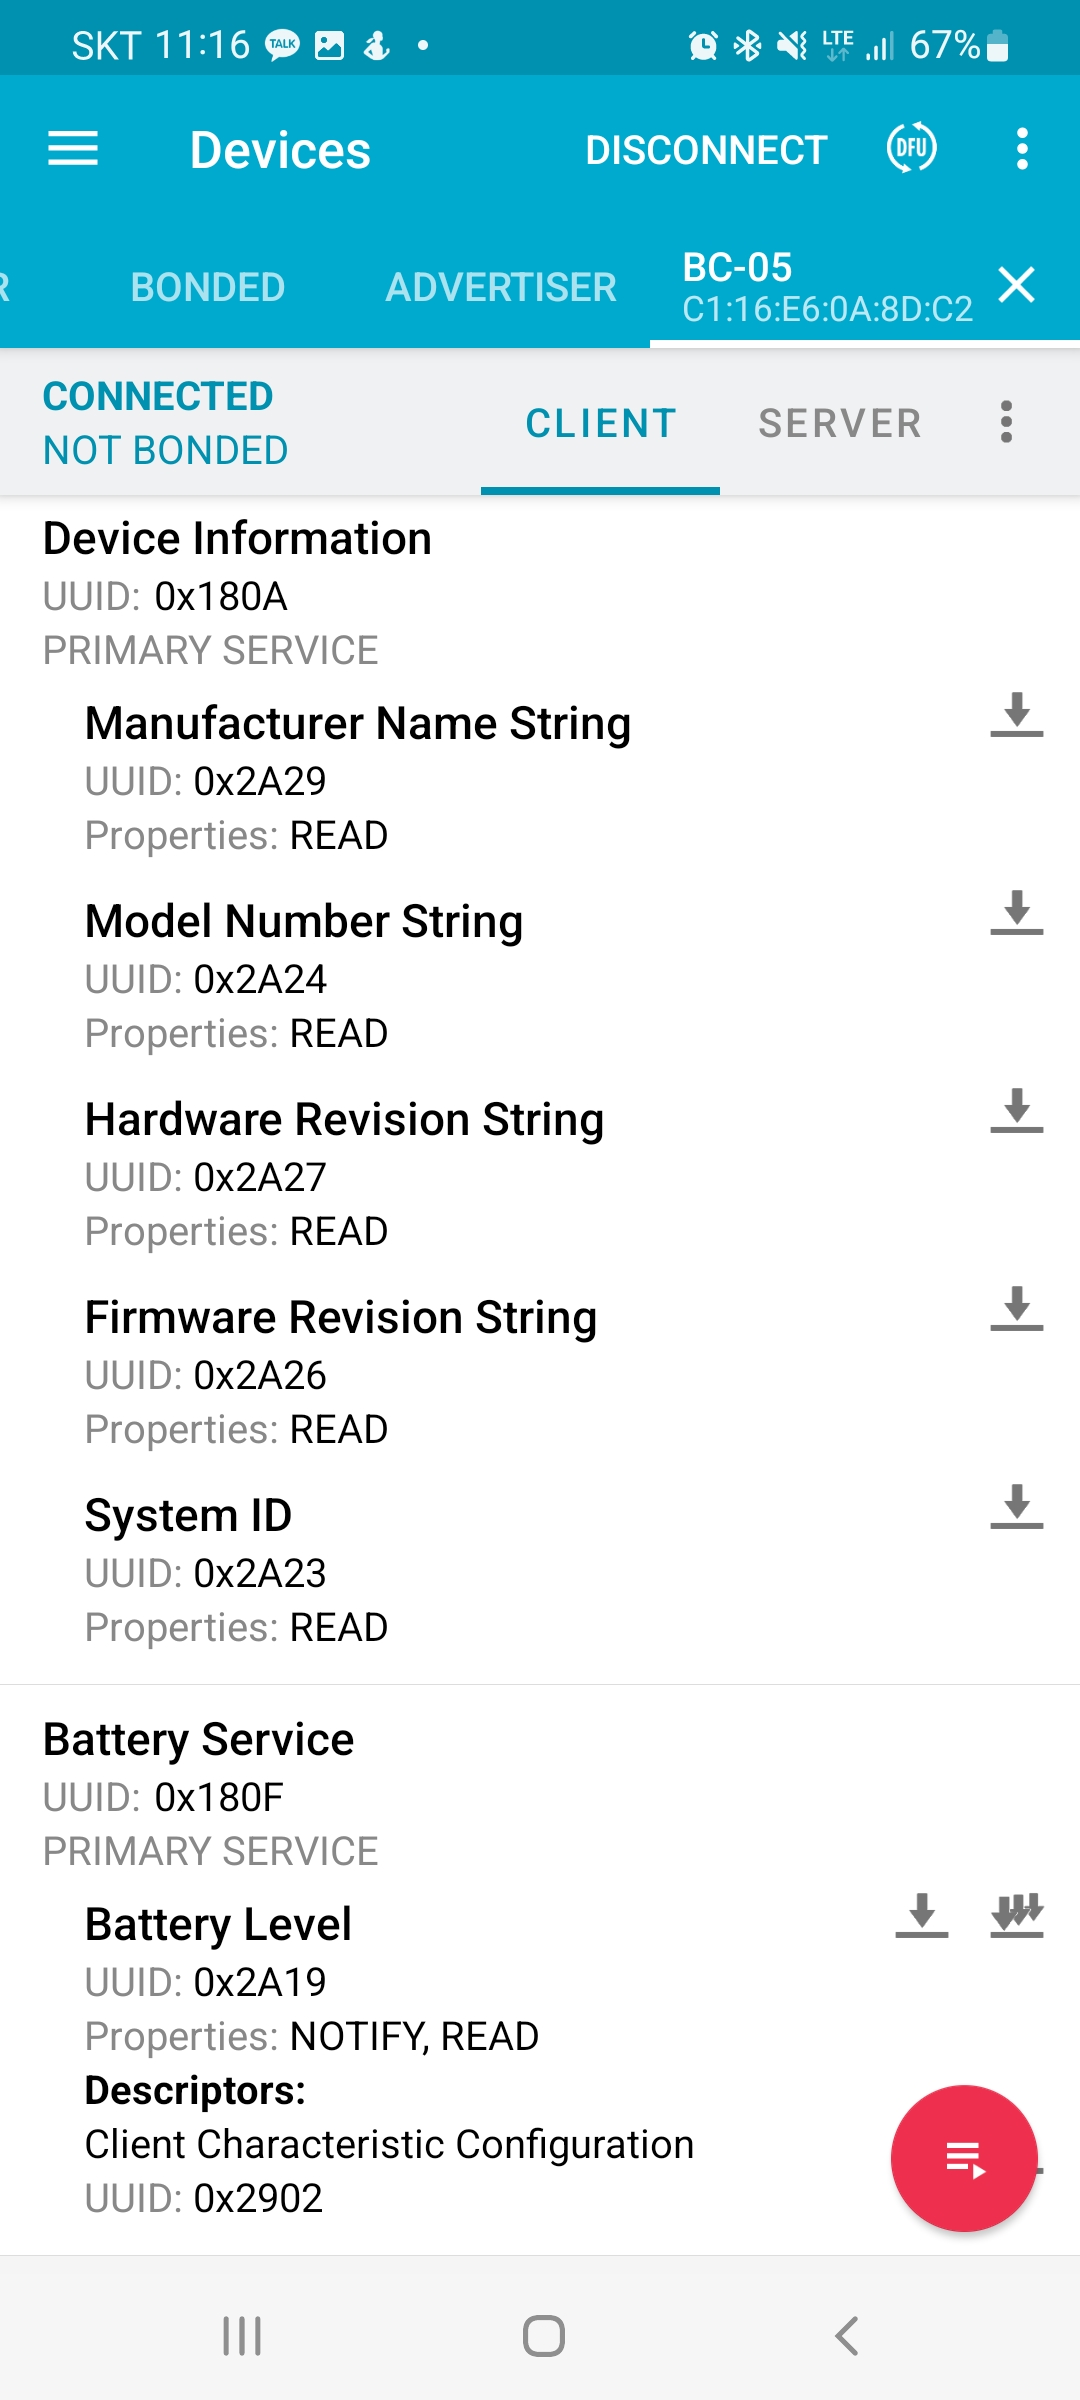 SKT 11:16 TALK LTE 67%
Devices DISCONNECT DFU
R BONDED ADVERTISER BC-05
C1:16:E6:0A:8D:C2
CONNECTED
NOT BONDED
CLIENT SERVER
Device Information
UUID: 0x180A
PRIMARY SERVICE
Manufacturer Name String
UUID: 0x2A29
Properties: READ
Model Number String
UUID: 0x2A24
Properties: READ
Hardware Revision String
UUID: 0x2A27
Properties: READ
Firmware Revision String
UUID: 0x2A26
Properties: READ
System ID
UUID: 0x2A23
Properties: READ
Battery Service
UUID: 0x180F
PRIMARY SERVICE
Battery Level
UUID: 0x2A19
Properties: NOTIFY, READ
Descriptors:
Client Characteristic Configuration
UUID: 0x2902